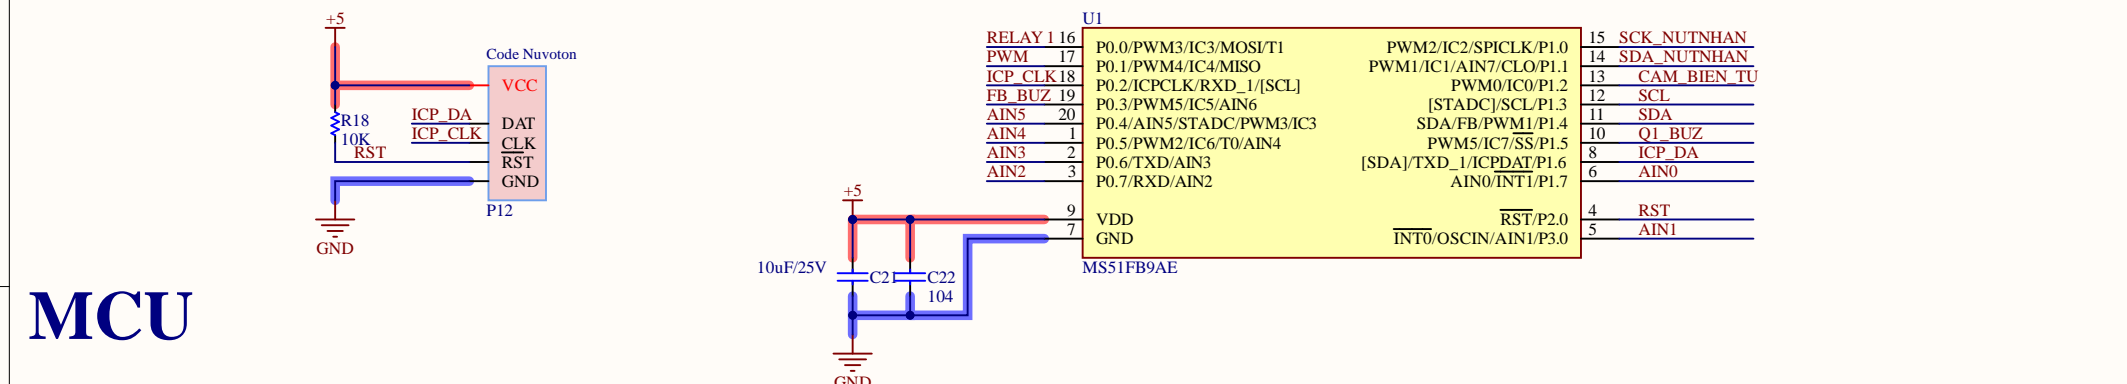 +5
Code Nuvoton
VCC
R18
10K
ICP_DA
DAT
ICP_CLK
CLK
RST
RST
GND
P12
GND
MCU
U1
RELAY 1 16 P0.0/PWM3/IC3/MOSI/T1 PWM2/IC2/SPICLK/P1.0 15 SCK_NUTNHAN
PWM 17 P0.1/PWM4/IC4/MISO PWM1/IC1/AIN7/CLO/P1.1 14 SDA_NUTNHAN
ICP_CLK 18 P0.2/ICPCLK/RXD_1/[SCL] PWM0/IC0/P1.2 13 CAM_BIEN_TU
FB_BUZ 19 P0.3/PWM5/IC5/AIN6 [STADC]/SCL/P1.3 12 SCL
AIN5 20 P0.4/AIN5/STADC/PWM3/IC3 SDA/FB/PWM1/P1.4 11 SDA
AIN4 1 P0.5/PWM2/IC6/T0/AIN4 PWM5/IC7/SS/P1.5 10 Q1_BUZ
AIN3 2 P0.6/TXD/AIN3 [SDA]/TXD_1/ICPDAT/P1.6 8 ICP_DA
AIN2 3 P0.7/RXD/AIN2 AIN0/INT1/P1.7 6 AIN0
+5
9 VDD RST/P2.0 4 RST
7 GND INT0/OSCIN/AIN1/P3.0 5 AIN1
MS51FB9AE
10uF/25V C21 C22
104
GND